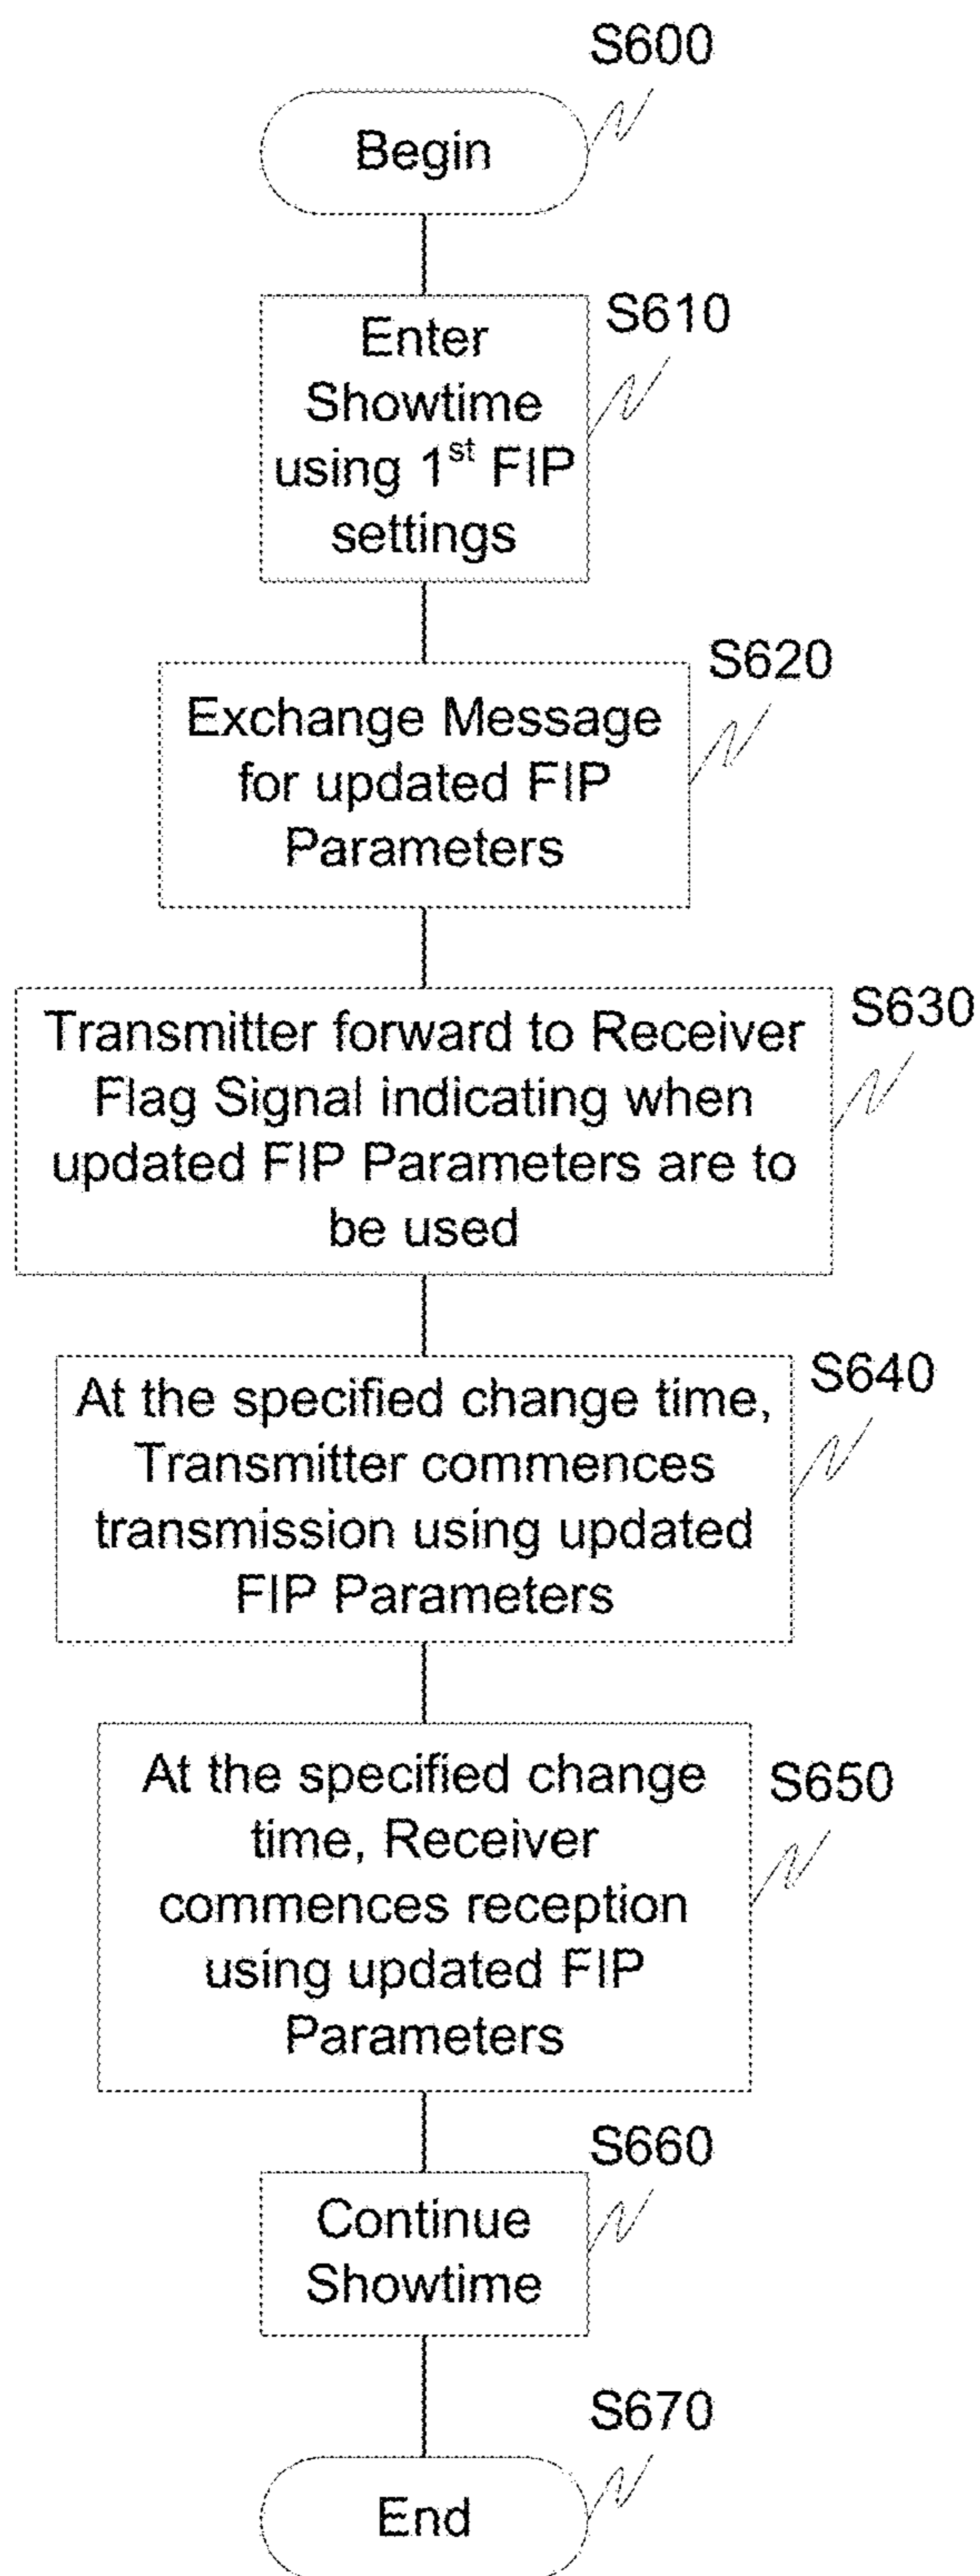 S600
Begin
S610
Enter
Showtime
using 1st FIP
settings
S620
Exchange Message
for updated FIP
Parameters
S630
Transmitter forward to Receiver
Flag Signal indicating when
updated FIP Parameters are to
be used
S640
At the specified change time,
Transmitter commences
transmission using updated
FIP Parameters
S650
At the specified change
time, Receiver
commences reception
using updated FIP
Parameters
S660
Continue
Showtime
S670
End